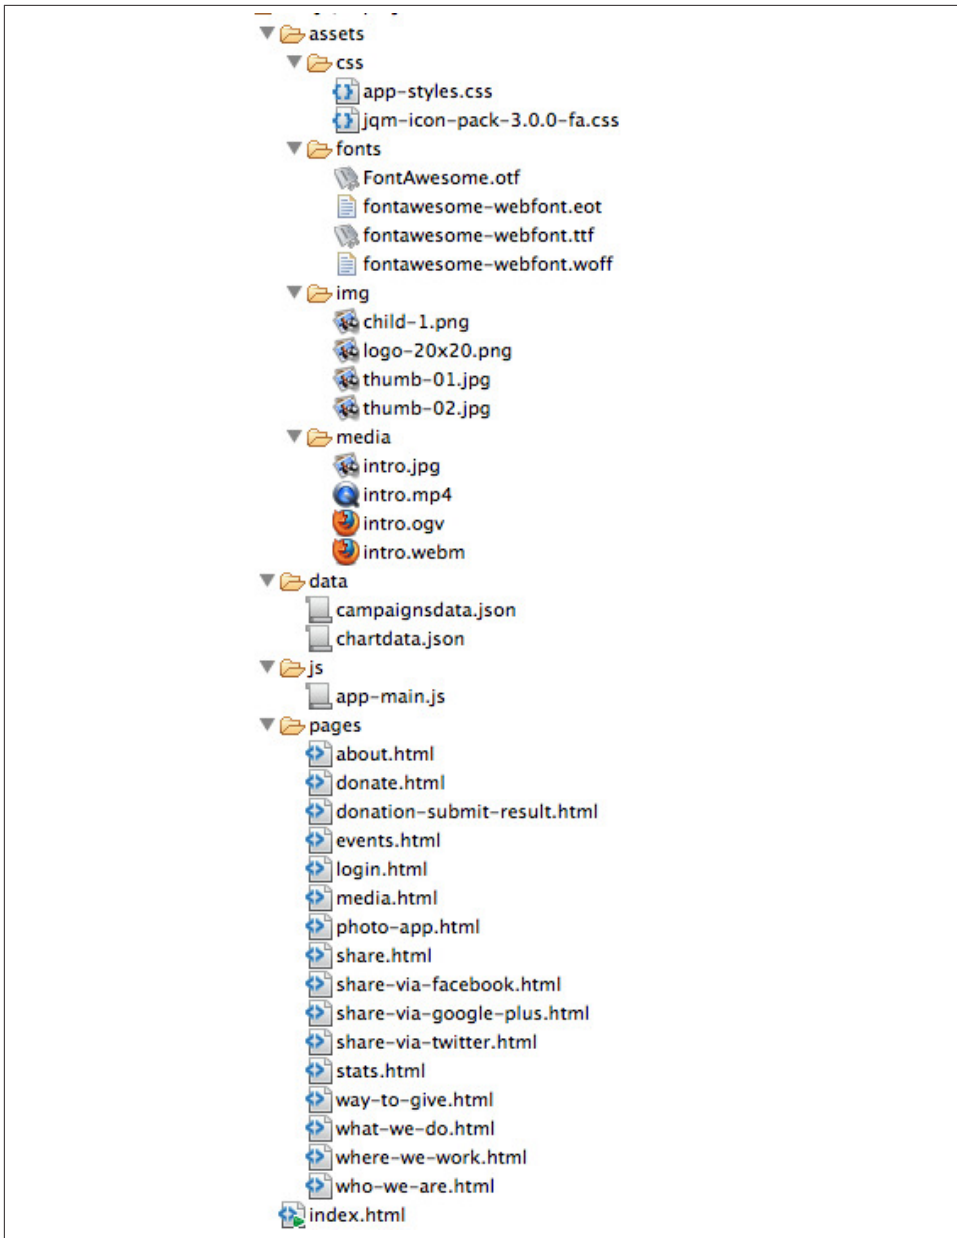 assets
css
app-styles.css
jqm-icon-pack-3.0.0-fa.css
fonts
FontAwesome.otf
fontawesome-webfont.eot
fontawesome-webfont.ttf
fontawesome-webfont.woff
img
child-1.png
logo-20x20.png
thumb-01.jpg
thumb-02.jpg
media
intro.jpg
intro.mp4
intro.ogv
intro.webm
data
campaignsdata.json
chartdata.json
js
app-main.js
pages
about.html
donate.html
donation-submit-result.html
events.html
login.html
media.html
photo-app.html
share.html
share-via-facebook.html
share-via-google-plus.html
share-via-twitter.html
stats.html
way-to-give.html
what-we-do.html
where-we-work.html
who-we-are.html
index.html